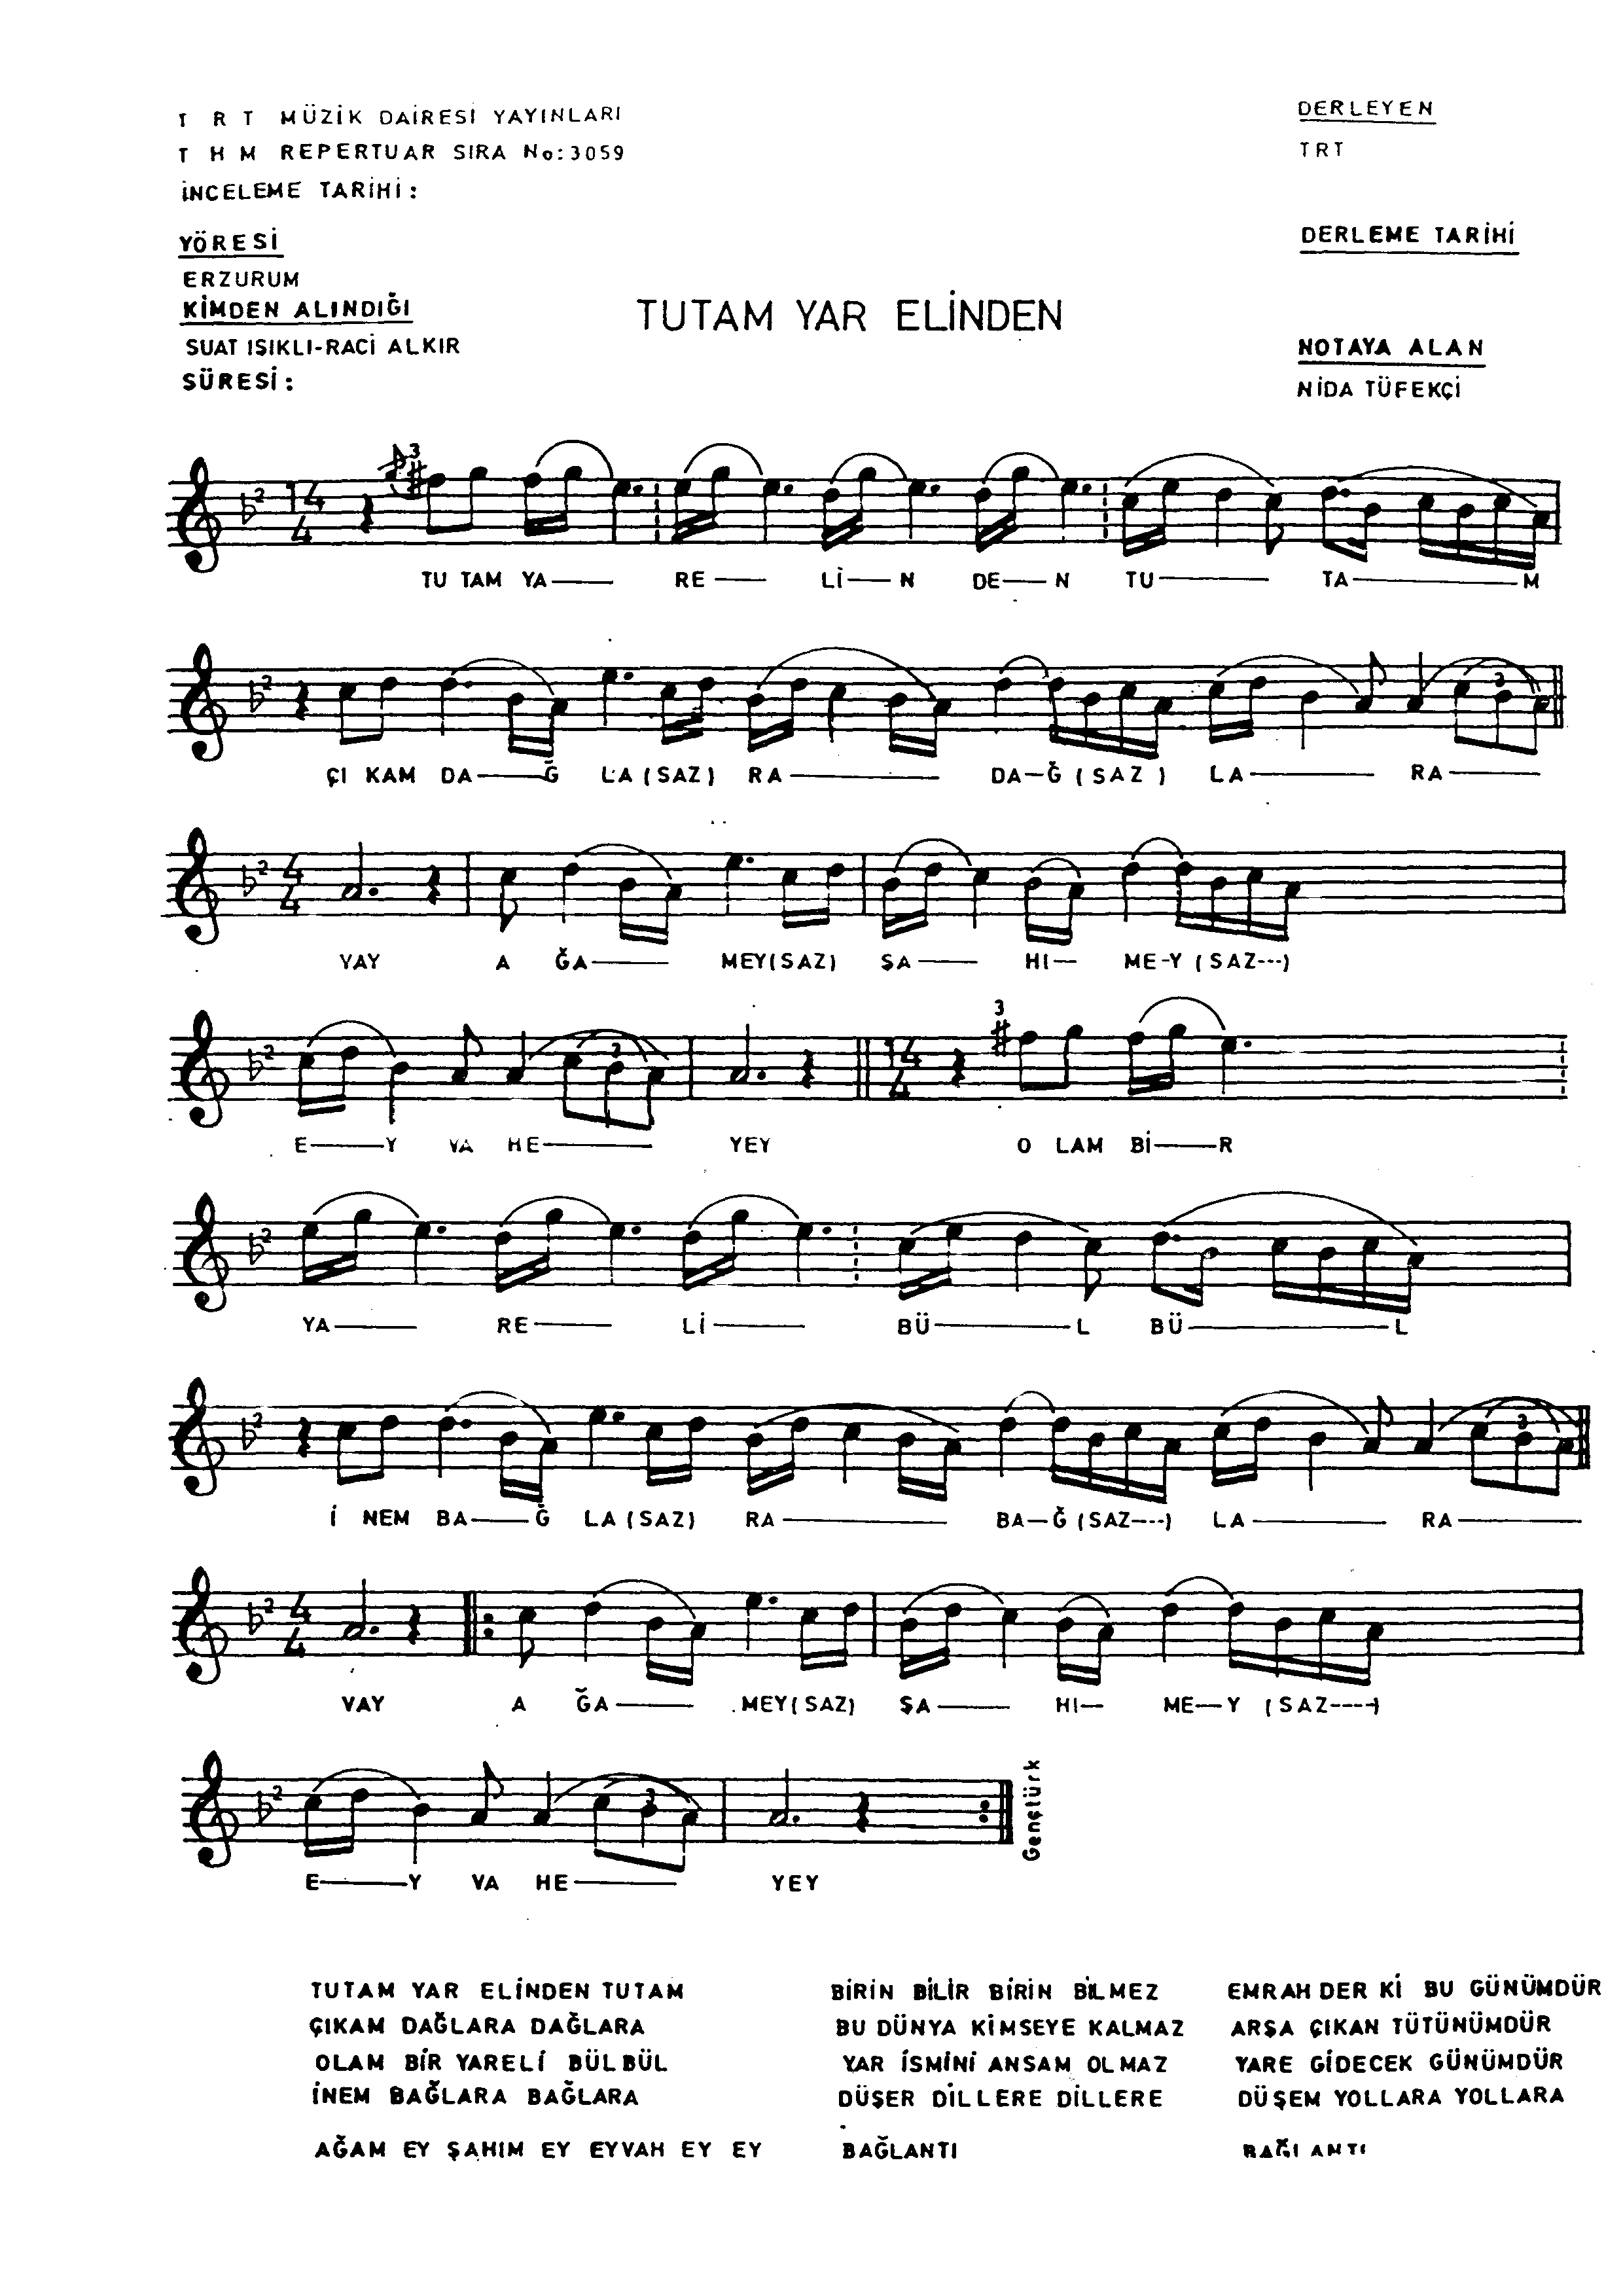 T R T MÜZİK DAİRESİ YAYINLARI
T H M REPERTUAR SIRA No:3059
İNCELEME TARİHİ:
YÖRESİ
ERZURUM
KİMDEN ALINDIĞI
SUAT IŞIKLI-RACİ ALKIR
SÜRESİ:
DERLEYEN
TRT
DERLEME TARİHİ
NOTAYA ALAN
NİDA TÜFEKÇİ
TUTAM YAR ELİNDEN
TU TAM YA RE Lİ N DE N TU TA M
ÇI KAM DA Ğ LA (SAZ) RA DA-Ğ (SAZ) LA RA
VAY A ĞA MEY(SAZ) ŞA HI ME-Y (SAZ---)
E Y VA HE YEY O LAM Bİ R
YA RE Lİ BÜ L BÜ L
İ NEM BA Ğ LA (SAZ) RA BA-Ğ (SAZ----) LA RA
VAY A ĞA MEY(SAZ) ŞA HI ME-Y (SAZ----)
E Y VA HE YEY
Gençtürk
TUTAM YAR ELİNDEN TUTAM
ÇIKAM DAĞLARA DAĞLARA
OLAM BİR YARELİ BÜLBÜL
İNEM BAĞLARA BAĞLARA
AĞAM EY ŞAHIM EY EYVAH EY EY
BİRİN BİLİR BİRİN BİLMEZ
BU DÜNYA KİMSEYE KALMAZ
YAR İSMİNİ ANSAM OLMAZ
DÜŞER DİLLERE DİLLERE
BAĞLANTI
EMRAH DER Kİ BU GÜNÜMDÜR
ARŞA ÇIKAN TÜTÜNÜMDÜR
YARE GİDECEK GÜNÜMDÜR
DÜŞEM YOLLARA YOLLARA
BAĞLANTI